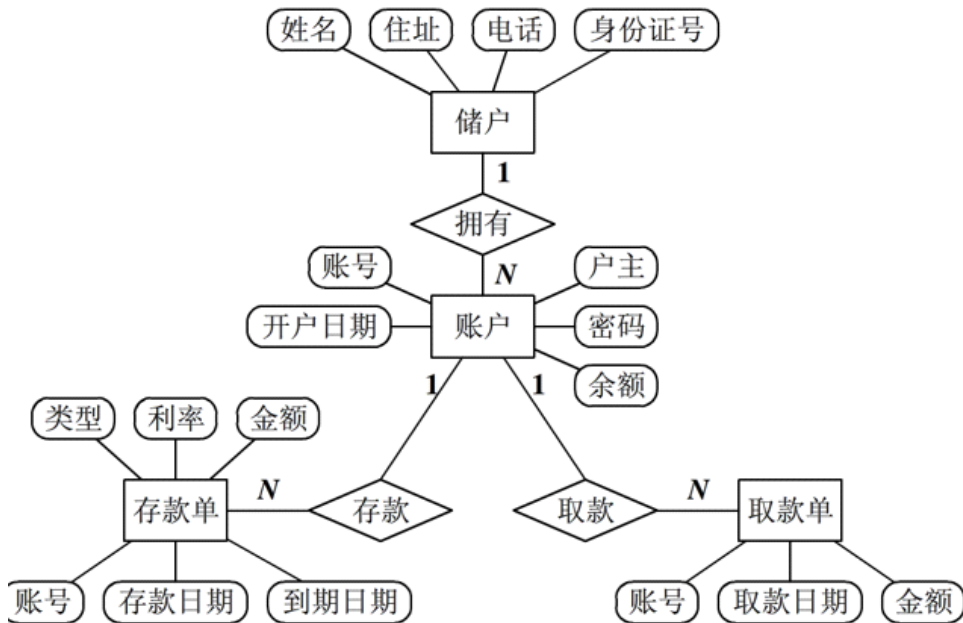 姓名 住址 电话 身份证号
储户
1
拥有
账号 N 户主
开户日期 账户 密码
1 1 余额
类型 利率 金额
存款单 N 存款 取款 N 取款单
账号 存款日期 到期日期 账号 取款日期 金额